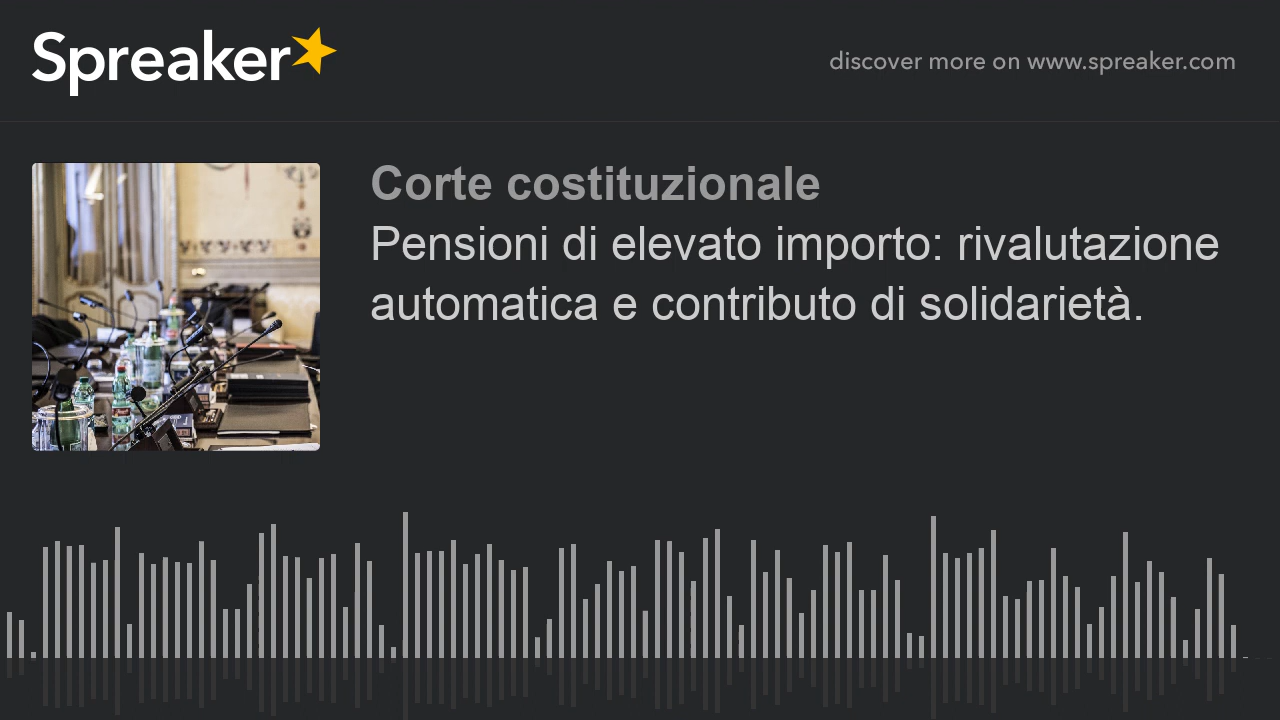 Spreaker
discover more on www.spreaker.com
Corte costituzionale
Pensioni di elevato importo: rivalutazione
automatica e contributo di solidarietà.